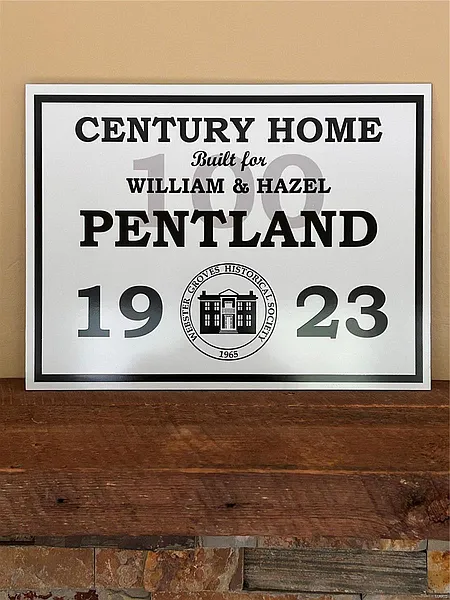 CENTURY HOME
100
Built for
WILLIAM & HAZEL
PENTLAND
19 23
WEBSTER GROVES HISTORICAL SOCIETY
1965